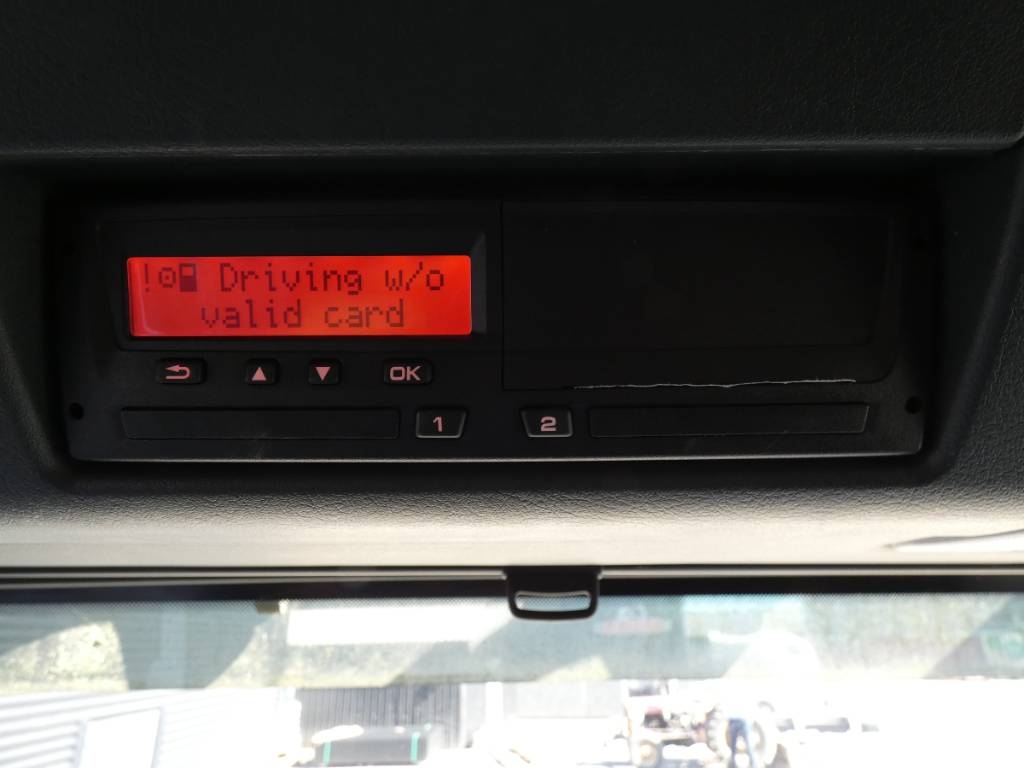 ! Driving w/o
valid card
OK
1 2